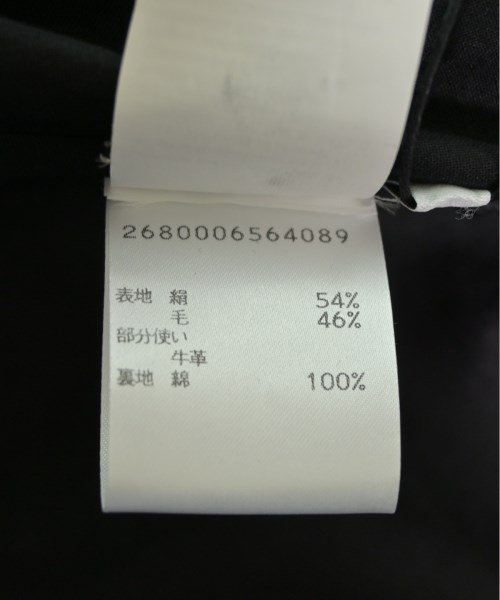 2680006564089
表地 絹 54%
毛 46%
部分使い
牛革
裏地 綿 100%